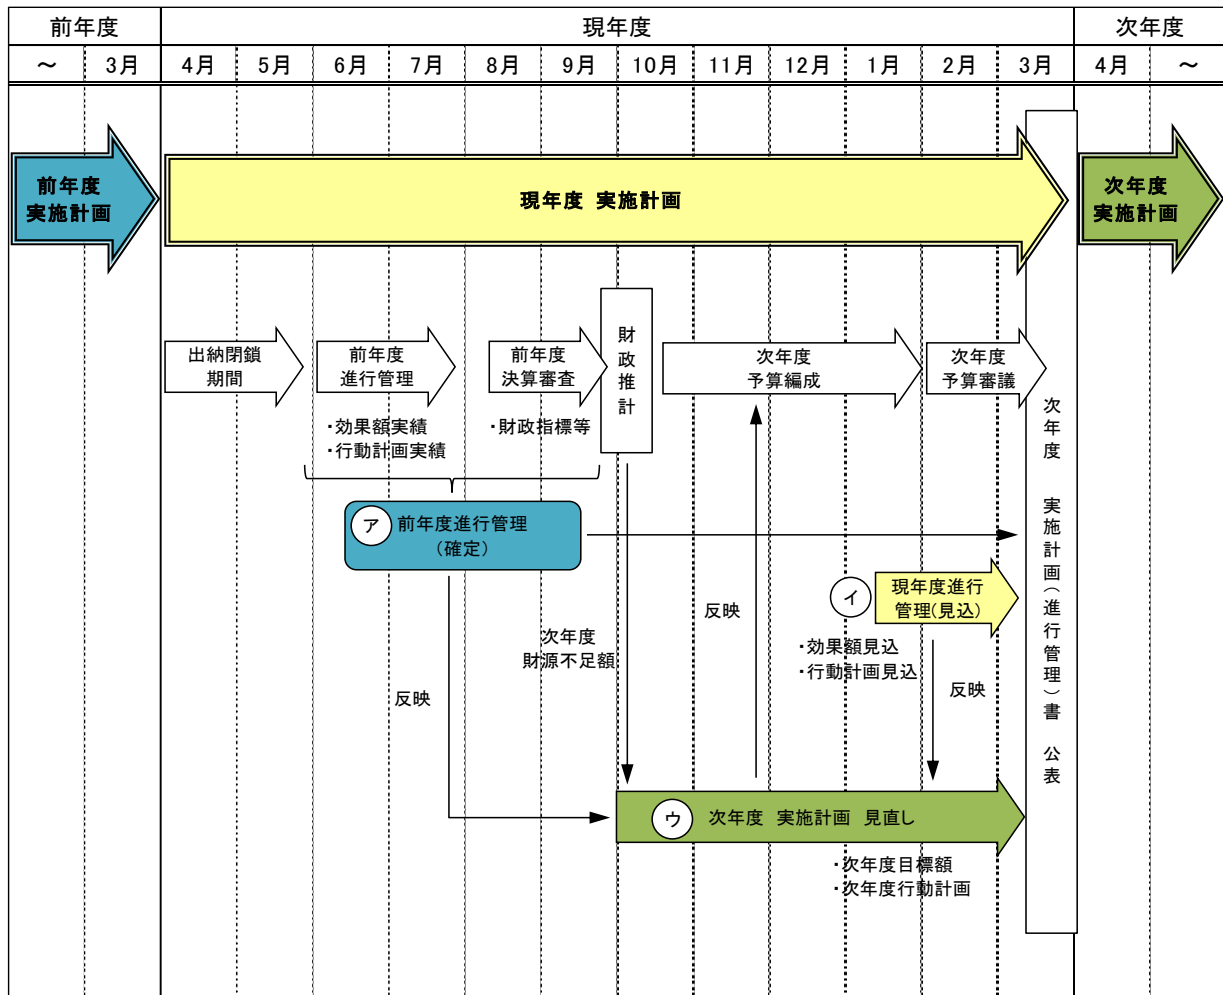 前年度 現年度 次年度
～ 3月 4月 5月 6月 7月 8月 9月 10月 11月 12月 1月 2月 3月 4月 ～
前年度
実施計画
現年度 実施計画
次年度
実施計画
出納閉鎖
期間
前年度
進行管理
・効果額実績
・行動計画実績
前年度
決算審査
・財政指標等
財政推計
次年度
予算編成
次年度
予算審議
ア 前年度進行管理
（確定）
イ 現年度進行
管理(見込)
・効果額見込
・行動計画見込
次年度
財源不足額
反映
反映
反映
ウ 次年度 実施計画 見直し
・次年度目標額
・次年度行動計画
次年度 実施計画（進行管理）書 公表